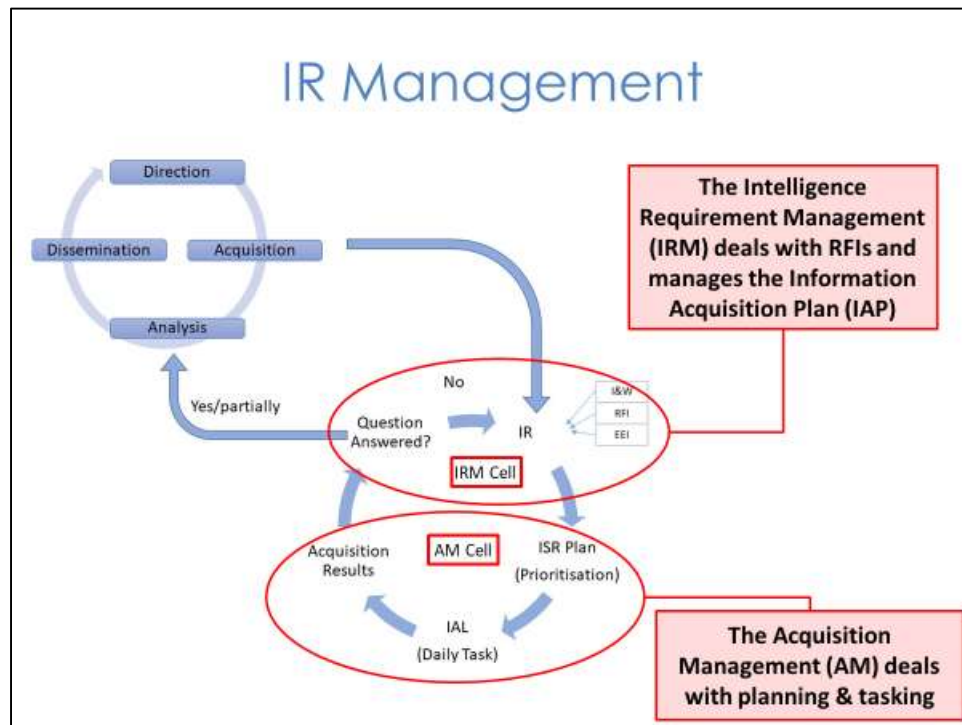 IR Management
Direction
Dissemination
Acquisition
Analysis
The Intelligence
Requirement Management
(IRM) deals with RFIs and
manages the Information
Acquisition Plan (IAP)
No
Yes/partially
Question
Answered?
IR
I&W
RFI
EEI
IRM Cell
Acquisition
Results
AM Cell
ISR Plan
(Prioritisation)
IAL
(Daily Task)
The Acquisition
Management (AM) deals
with planning & tasking